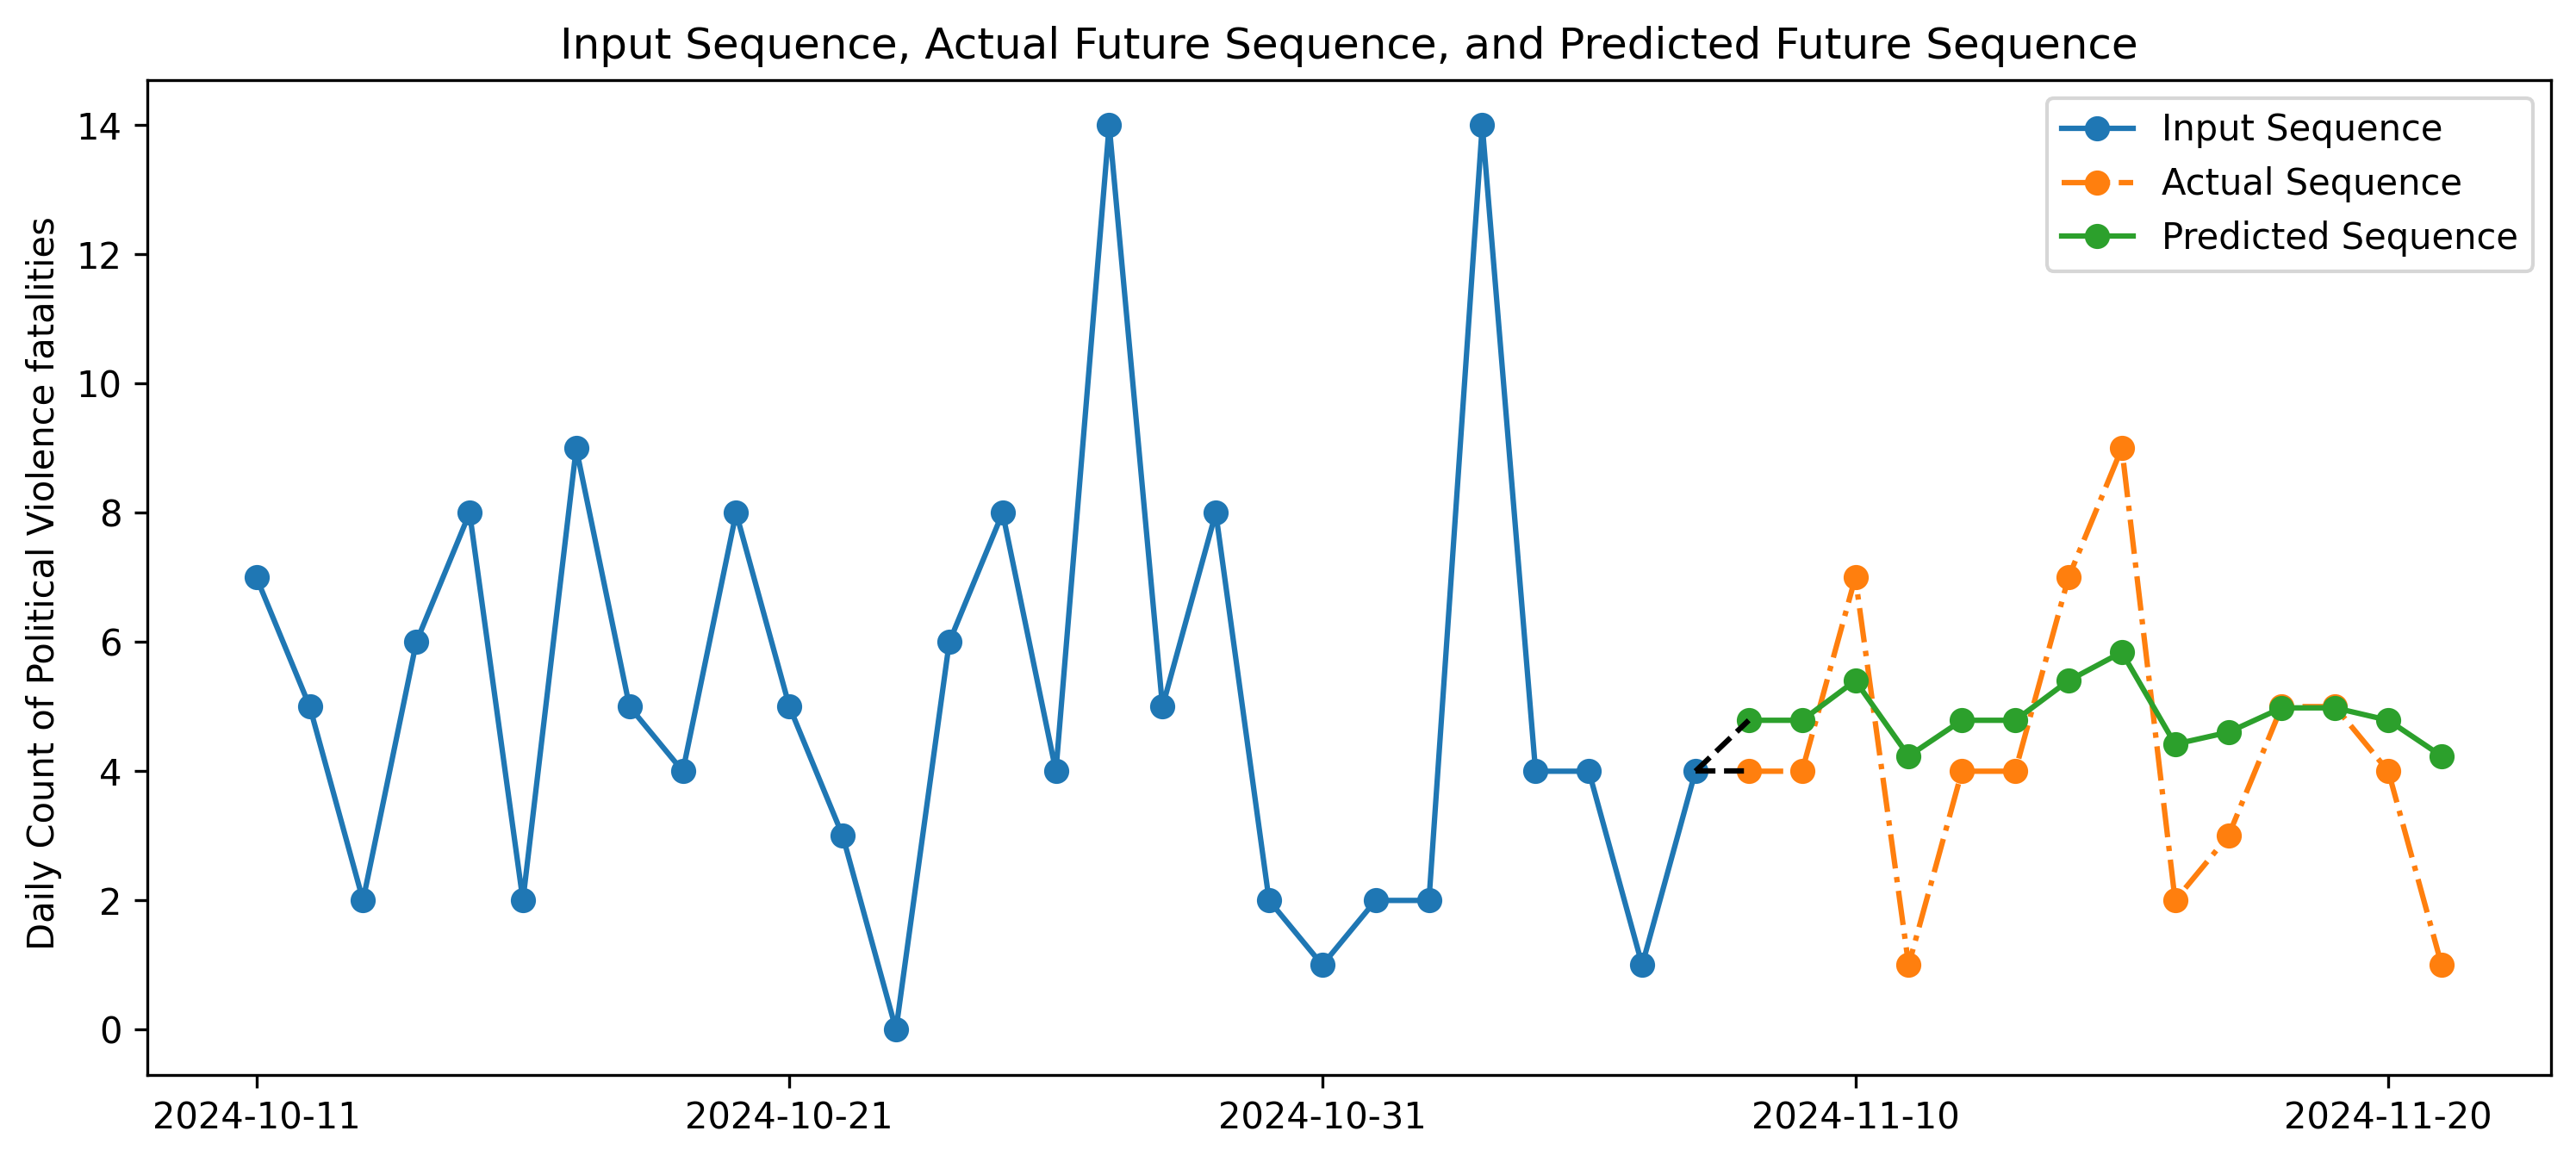 Input Sequence, Actual Future Sequence, and Predicted Future Sequence
Daily Count of Political Violence fatalities
14
12
10
8
6
4
2
0
Input Sequence
Actual Sequence
Predicted Sequence
2024-10-11
2024-10-21
2024-10-31
2024-11-10
2024-11-20